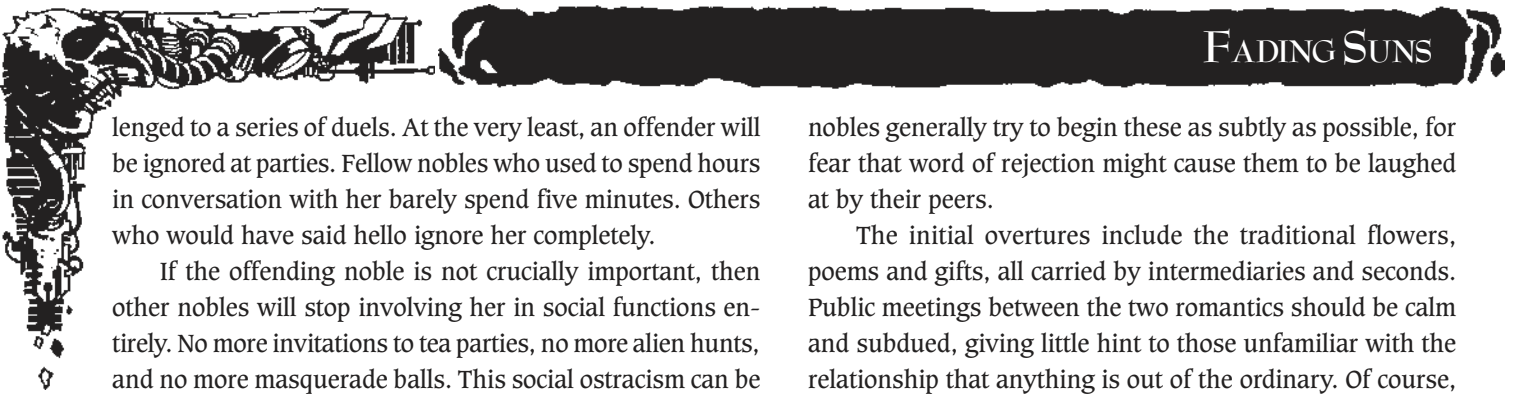 FADING SUNS
lenged to a series of duels. At the very least, an offender will
be ignored at parties. Fellow nobles who used to spend hours
in conversation with her barely spend five minutes. Others
who would have said hello ignore her completely.
If the offending noble is not crucially important, then
other nobles will stop involving her in social functions en-
tirely. No more invitations to tea parties, no more alien hunts,
and no more masquerade balls. This social ostracism can be
nobles generally try to begin these as subtly as possible, for
fear that word of rejection might cause them to be laughed
at by their peers.
The initial overtures include the traditional flowers,
poems and gifts, all carried by intermediaries and seconds.
Public meetings between the two romantics should be calm
and subdued, giving little hint to those unfamiliar with the
relationship that anything is out of the ordinary. Of course,